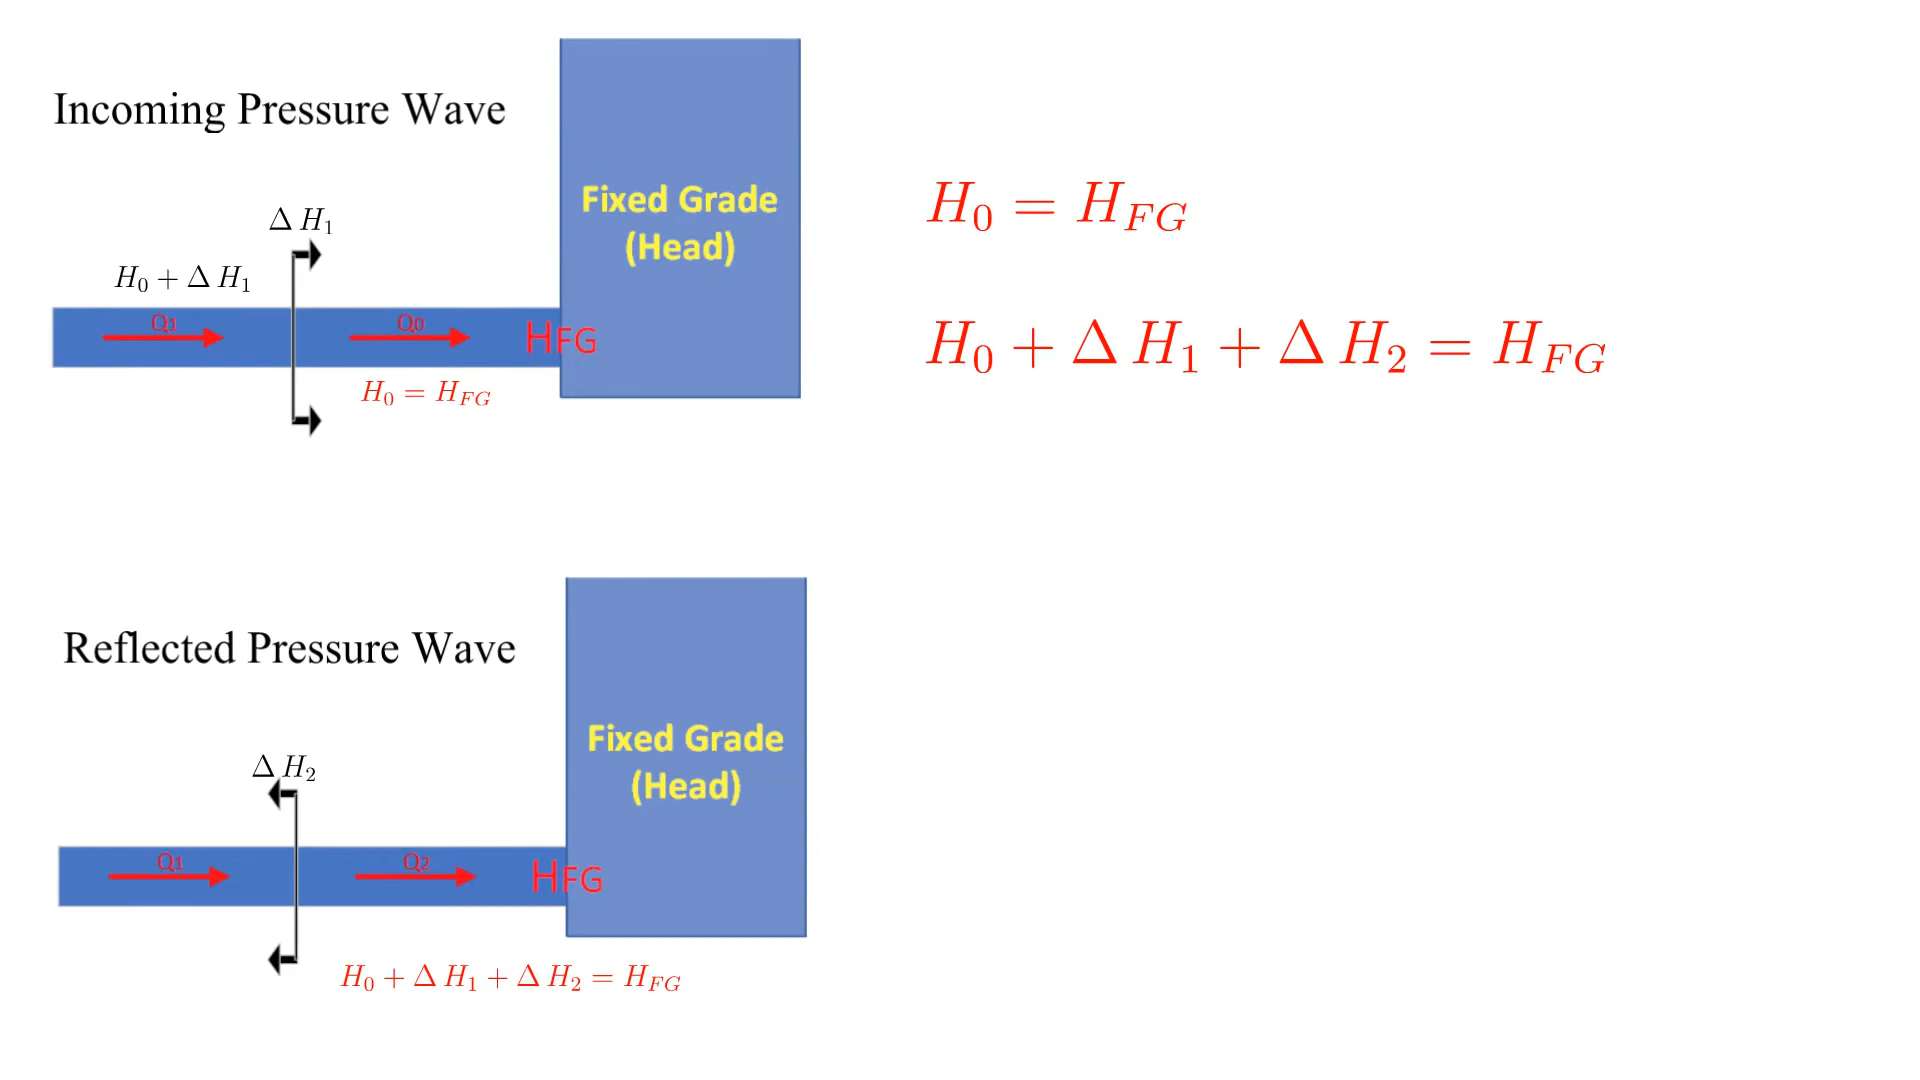 Incoming Pressure Wave
Fixed Grade
(Head)
Δ H₁
H₀ + Δ H₁
Q1
Q0
HFG
H₀ = H_FG
H₀ = H_FG
H₀ + Δ H₁ + Δ H₂ = H_FG
Reflected Pressure Wave
Fixed Grade
(Head)
Δ H₂
Q1
Q2
HFG
H₀ + Δ H₁ + Δ H₂ = H_FG